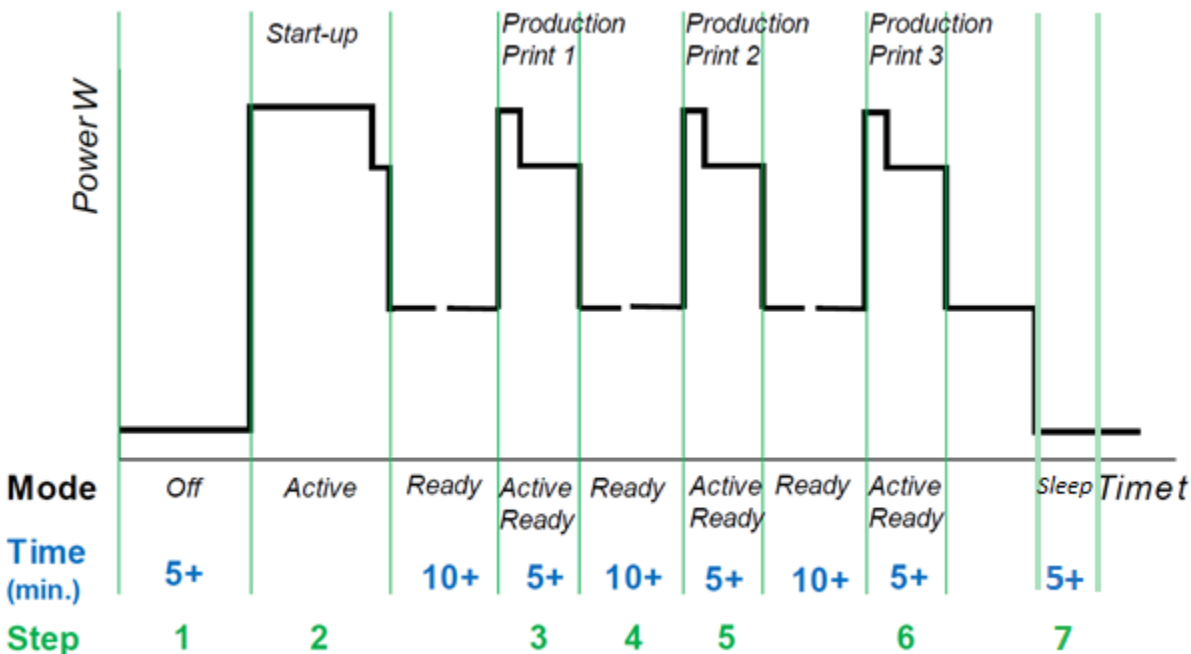 Start-up
Production
Print 1
Production
Print 2
Production
Print 3
Power W
Mode Off Active Ready Active Ready Ready Active Ready Ready Active Ready Sleep Time t
Time
(min.) 5+ 10+ 5+ 10+ 5+ 10+ 5+ 5+
Step 1 2 3 4 5 6 7